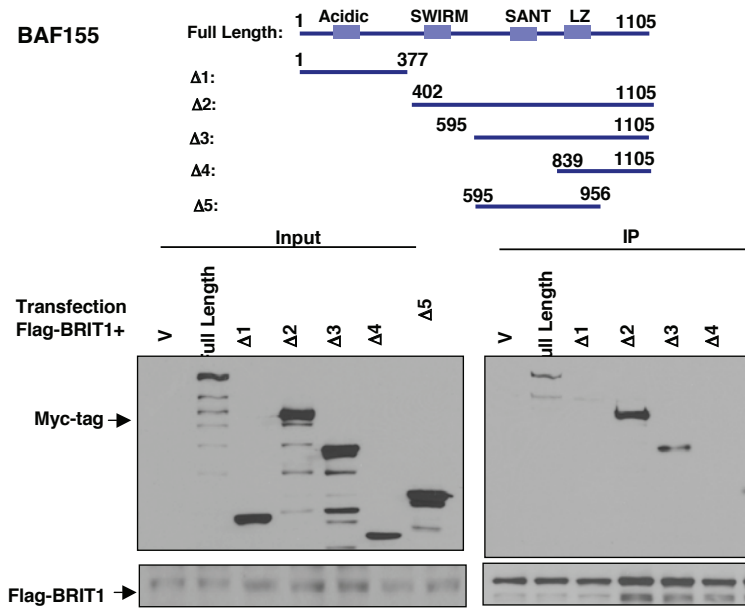 BAF155
Full Length:
1 Acidic SWIRM SANT LZ 1105
Δ1: 1 377
Δ2: 402 1105
Δ3: 595 1105
Δ4: 839 1105
Δ5: 595 956
Input
IP
Transfection
Flag-BRIT1+
V Full Length Δ1 Δ2 Δ3 Δ4 Δ5
V ull Length Δ1 Δ2 Δ3 Δ4
Myc-tag
Flag-BRIT1